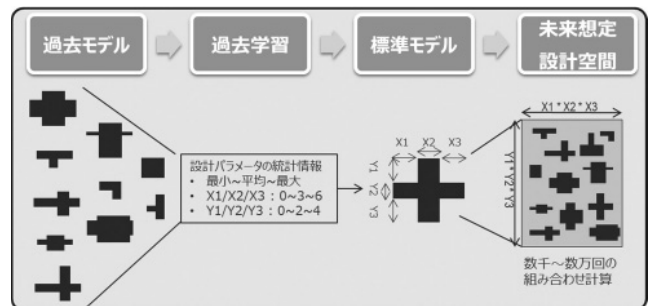 過去モデル
過去学習
標準モデル
未来想定
設計空間
設計パラメータの統計情報
• 最小~平均~最大
• X1/X2/X3:0~3~6
• Y1/Y2/Y3:0~2~4
X1
X2
X3
Y1
Y2
Y3
X1*X2*X3
Y1*Y2*Y3
数千~数万回の
組み合わせ計算